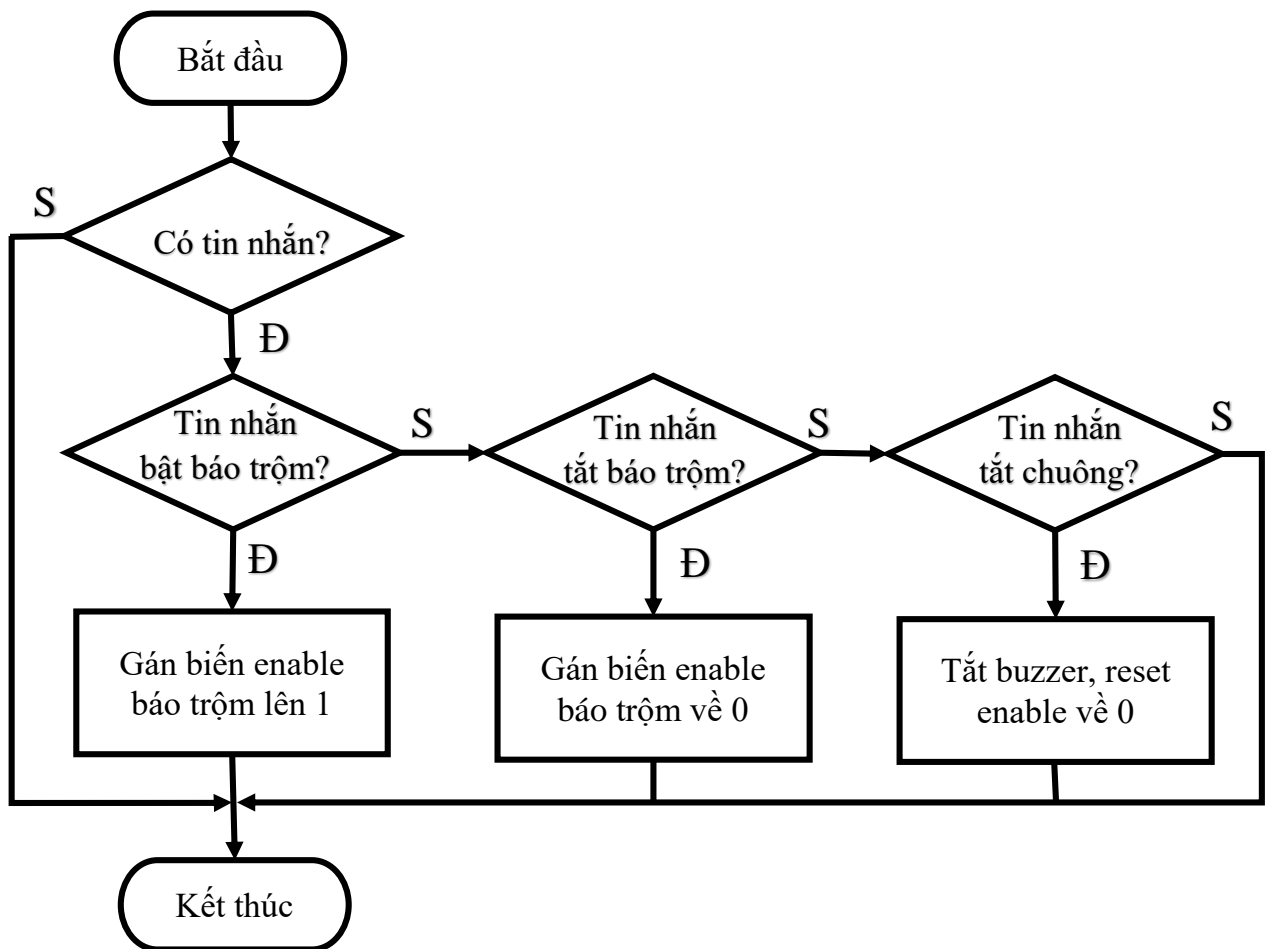 Bắt đầu
S
Có tin nhắn?
Đ
Tin nhắn
bật báo trộm?
S
Tin nhắn
tắt báo trộm?
S
Tin nhắn
tắt chuông?
S
Đ
Đ
Đ
Gán biến enable
báo trộm lên 1
Gán biến enable
báo trộm về 0
Tắt buzzer, reset
enable về 0
Kết thúc